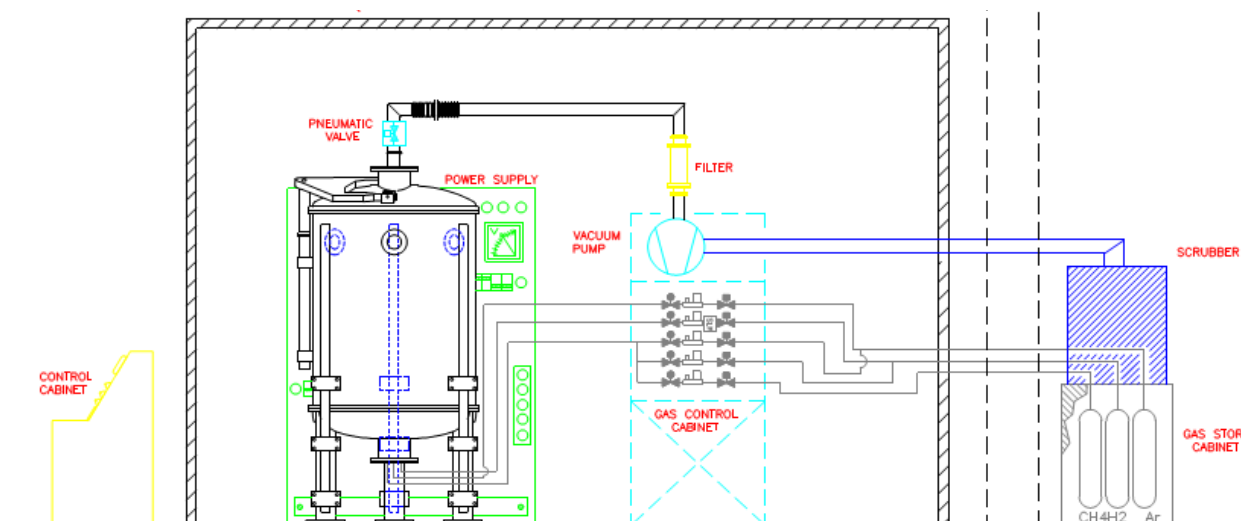 PNEUMATIC
VALVE
POWER SUPPLY
FILTER
VACUUM
PUMP
SCRUBBER
CONTROL
CABINET
GAS CONTROL
CABINET
GAS STOR
CABINET
CH4H2 Ar